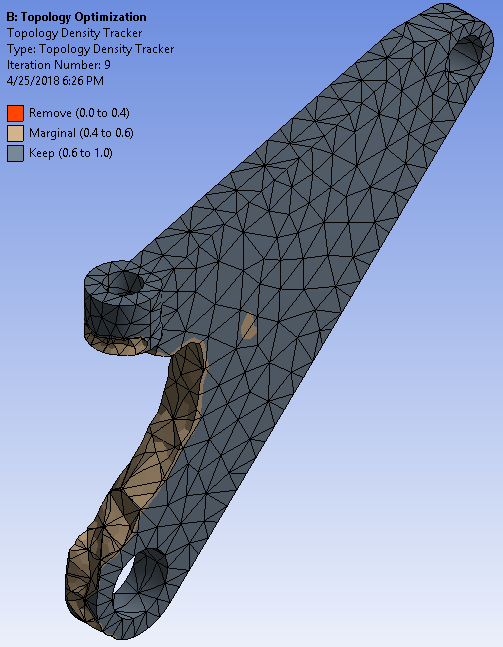 B: Topology Optimization
Topology Density Tracker
Type: Topology Density Tracker
Iteration Number: 9
4/25/2018 6:26 PM
Remove (0.0 to 0.4)
Marginal (0.4 to 0.6)
Keep (0.6 to 1.0)